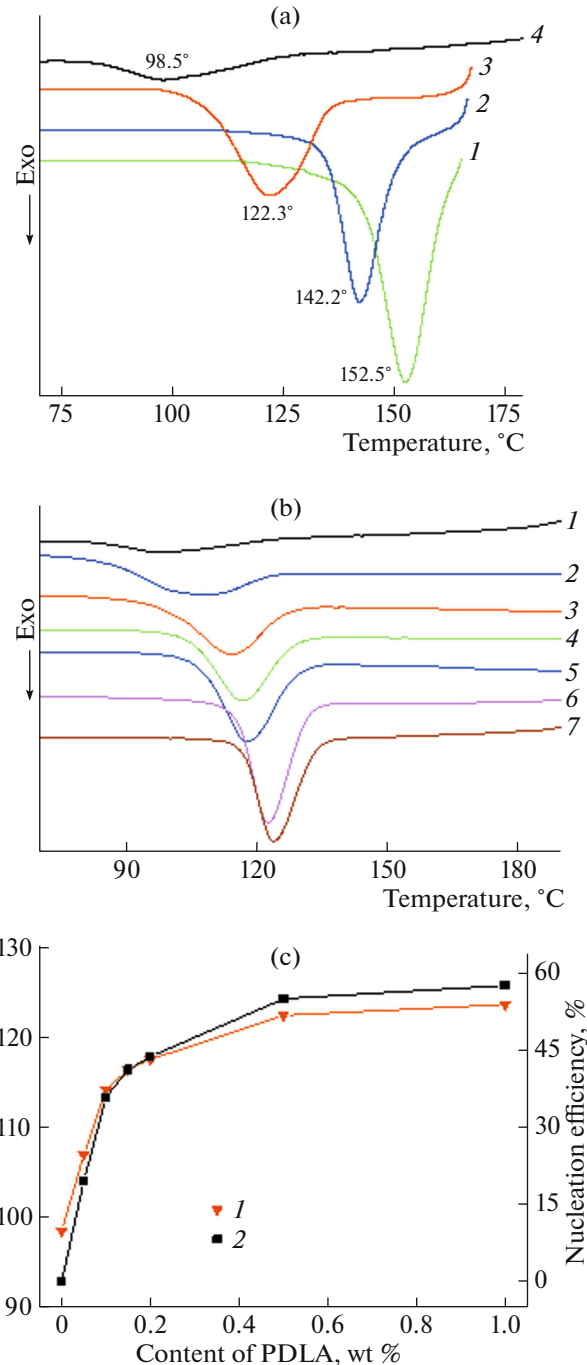 (a)
98.5°
4
3
2
1
Exo
122.3°
142.2°
152.5°
75 100 125 150 175
Temperature, °C
(b)
1
2
3
4
5
6
7
Exo
90 120 150 180
Temperature, °C
(c)
130
120
110
100
90
60
45
30
15
0
Nucleation efficiency, %
1
2
0 0.2 0.4 0.6 0.8 1.0
Content of PDLA, wt %